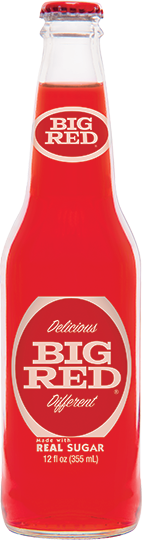 BIG
RED®
Delicious
BIG
RED®
Different
Made with
REAL SUGAR
12 fl oz (355 mL)